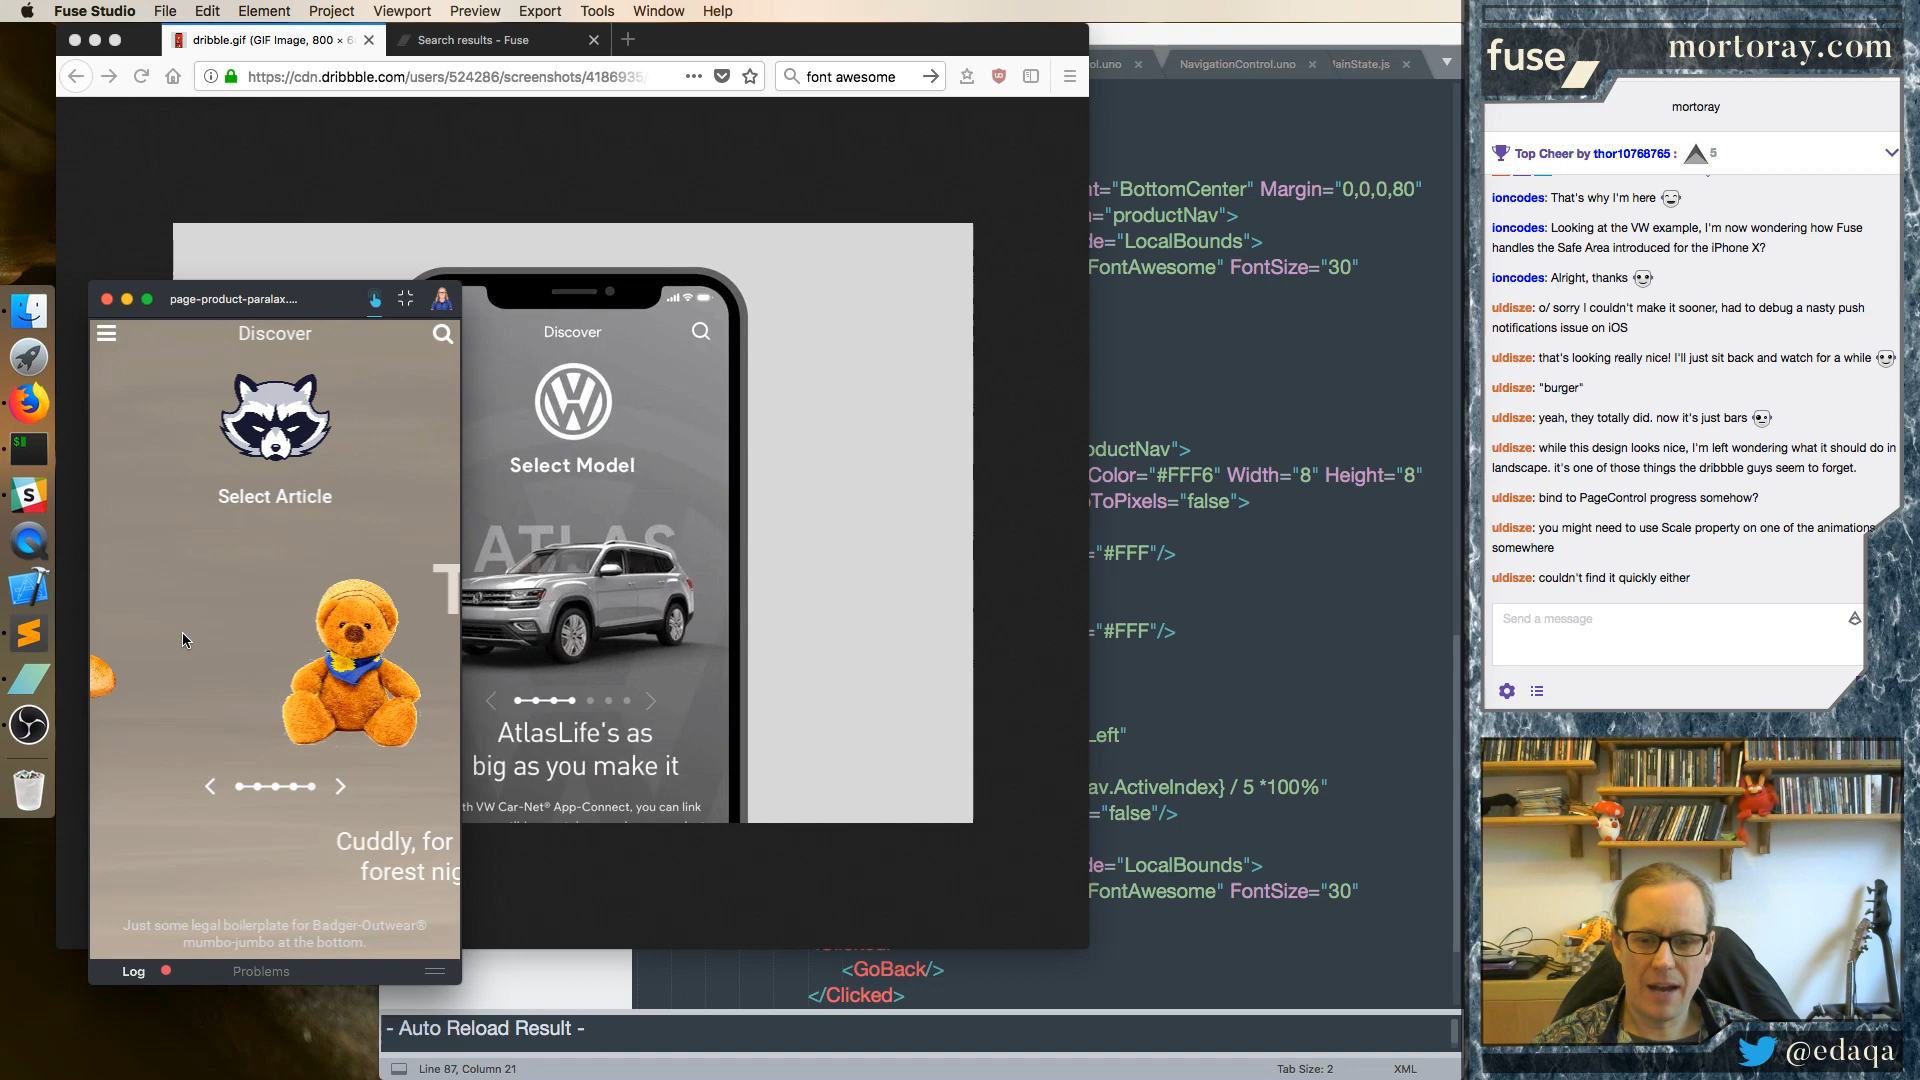 Fuse Studio File Edit Element Project Viewport Preview Export Tools Window Help
dribble.gif (GIF Image, 800 × 6
Search results - Fuse
https://cdn.dribbble.com/users/524286/screenshots/4186935/
font awesome
ol.uno
NavigationControl.uno
MainState.js
nt="BottomCenter" Margin="0,0,0,80"
="productNav">
de="LocalBounds">
FontAwesome" FontSize="30"
oductNav">
Color="#FFF6" Width="8" Height="8"
ToPixels="false">
="#FFF"/>
="#FFF"/>
Left"
av.ActiveIndex} / 5 *100%"
="false"/>
de="LocalBounds">
FontAwesome" FontSize="30"
<GoBack/>
</Clicked>
- Auto Reload Result -
Line 87, Column 21
Tab Size: 2
XML
page-product-paralax....
Discover
Select Article
T
Cuddly, for
forest nig
Just some legal boilerplate for Badger-Outwear®
mumbo-jumbo at the bottom.
Log
Problems
Discover
Select Model
ATLAS
AtlasLife's as
big as you make it
th VW Car-Net® App-Connect, you can link
fuse
mortoray.com
mortoray
Top Cheer by thor10768765 : 5
ioncodes: That's why I'm here
ioncodes: Looking at the VW example, I'm now wondering how Fuse
handles the Safe Area introduced for the iPhone X?
ioncodes: Alright, thanks
uldisze: o/ sorry I couldn't make it sooner, had to debug a nasty push
notifications issue on iOS
uldisze: that's looking really nice! I'll just sit back and watch for a while
uldisze: "burger"
uldisze: yeah, they totally did. now it's just bars
uldisze: while this design looks nice, I'm left wondering what it should do in
landscape. it's one of those things the dribbble guys seem to forget.
uldisze: bind to PageControl progress somehow?
uldisze: you might need to use Scale property on one of the animations
somewhere
uldisze: couldn't find it quickly either
Send a message
@edaqa